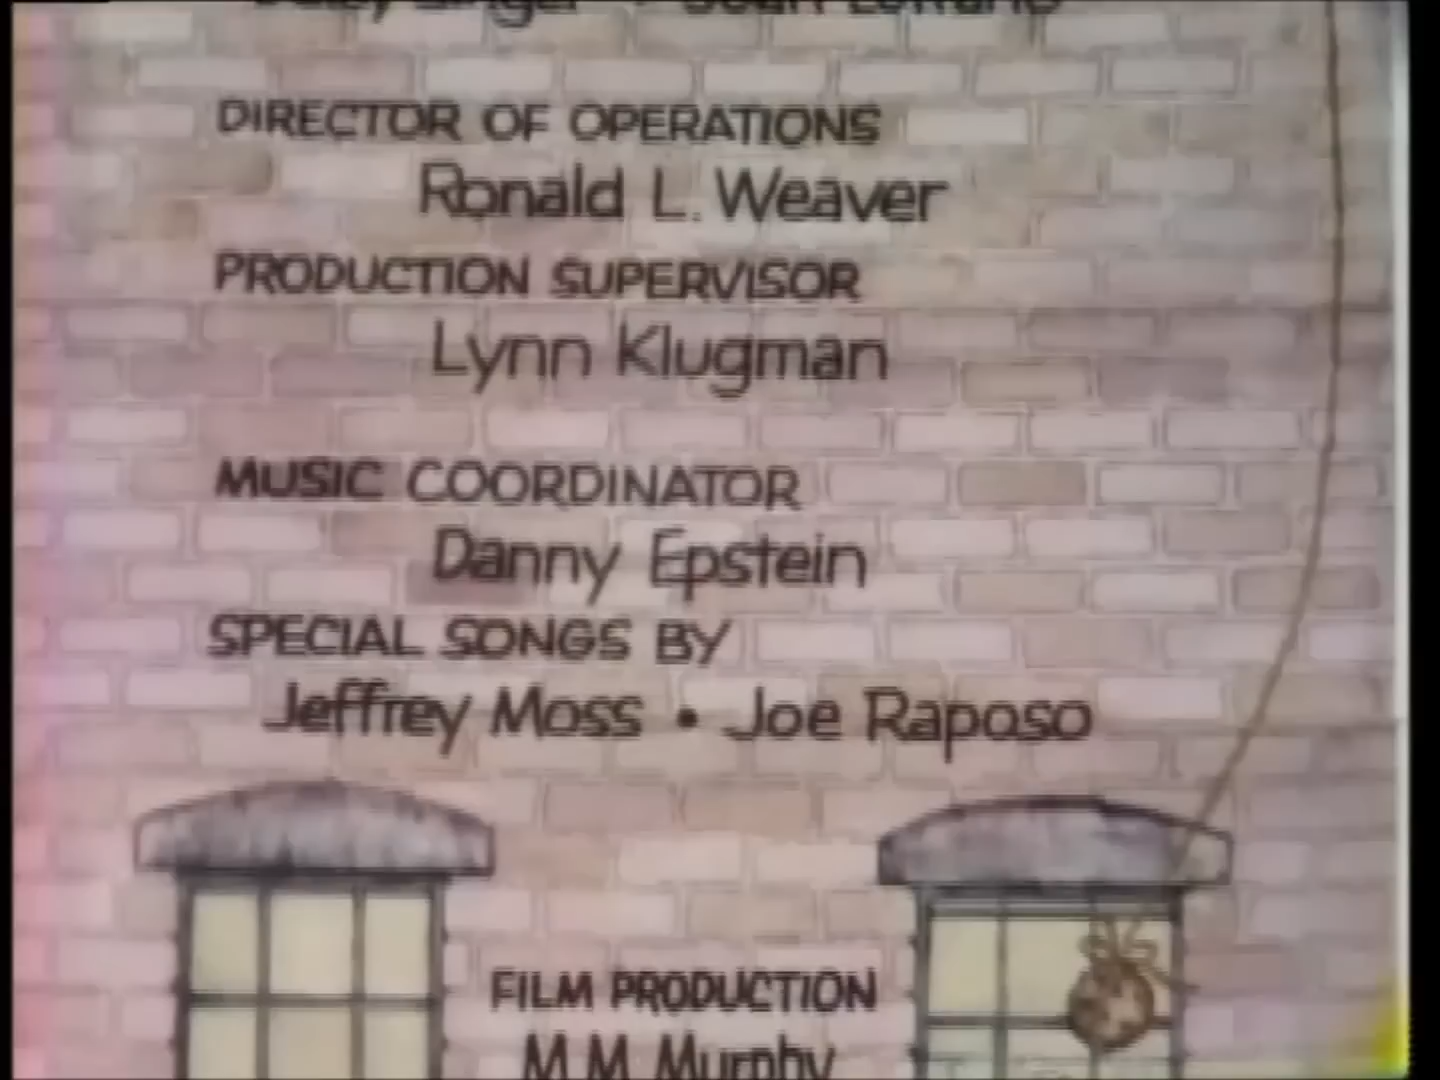 DIRECTOR OF OPERATIONS
Ronald L. Weaver
PRODUCTION SUPERVISOR
Lynn Klugman
MUSIC COORDINATOR
Danny Epstein
SPECIAL SONGS BY
Jeffrey Moss • Joe Raposo
FILM PRODUCTION
M.M. Murphy